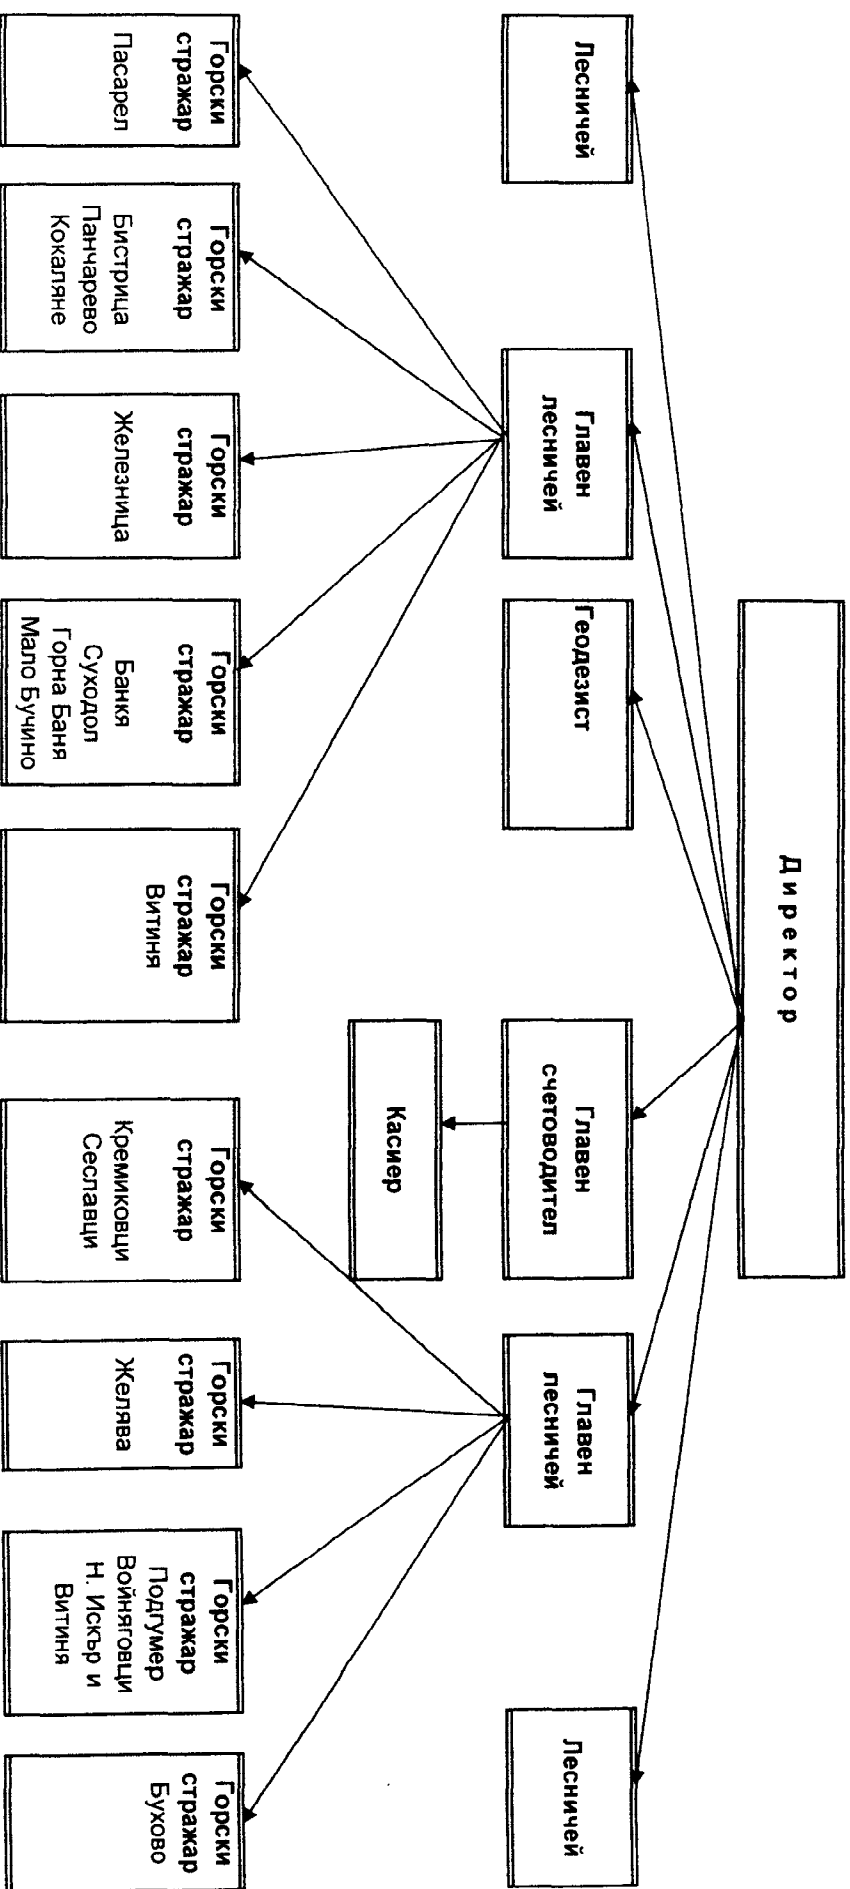 Директор
Лесничей
Главен
лесничей
Геодезист
Главен
счетоводител
Главен
лесничей
Лесничей
Касиер
Горски
стражар
Пасарел
Горски
стражар
Бистрица
Панчарево
Кокаляне
Горски
стражар
Железница
Горски
стражар
Банкя
Суходол
Горна Баня
Мало Бучино
Горски
стражар
Витиня
Горски
стражар
Кремиковци
Сеславци
Горски
стражар
Желява
Горски
стражар
Подгумер
Войняговци
Н. Искър и
Витиня
Горски
стражар
Бухово